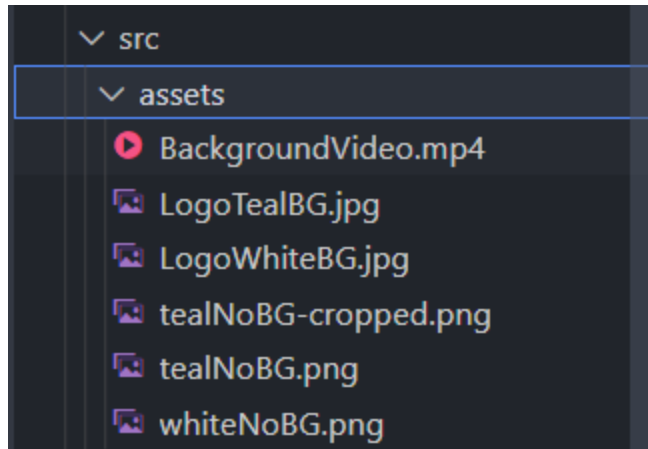 src
assets
BackgroundVideo.mp4
LogoTealBG.jpg
LogoWhiteBG.jpg
tealNoBG-cropped.png
tealNoBG.png
whiteNoBG.png